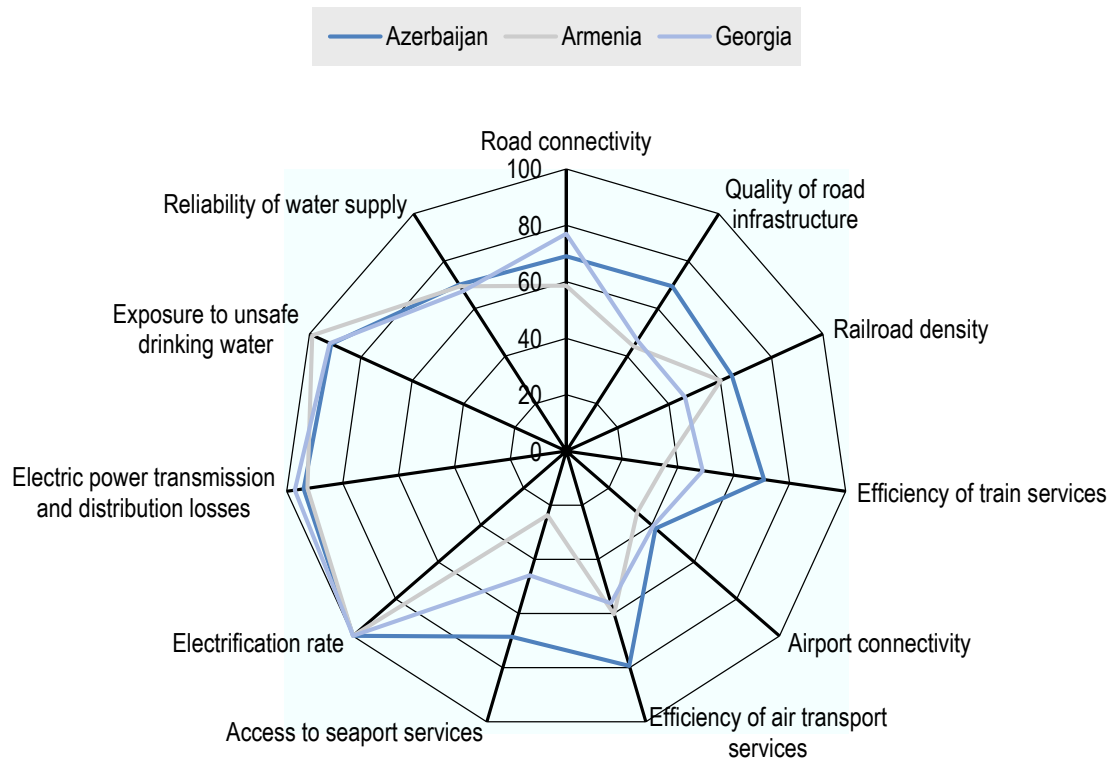 Azerbaijan Armenia Georgia
Road connectivity
100
Quality of road
infrastructure
Reliability of water supply
80
60
Exposure to unsafe
drinking water
Railroad density
40
20
0
Electric power transmission
and distribution losses
Efficiency of train services
Electrification rate
Airport connectivity
Access to seaport services
Efficiency of air transport
services